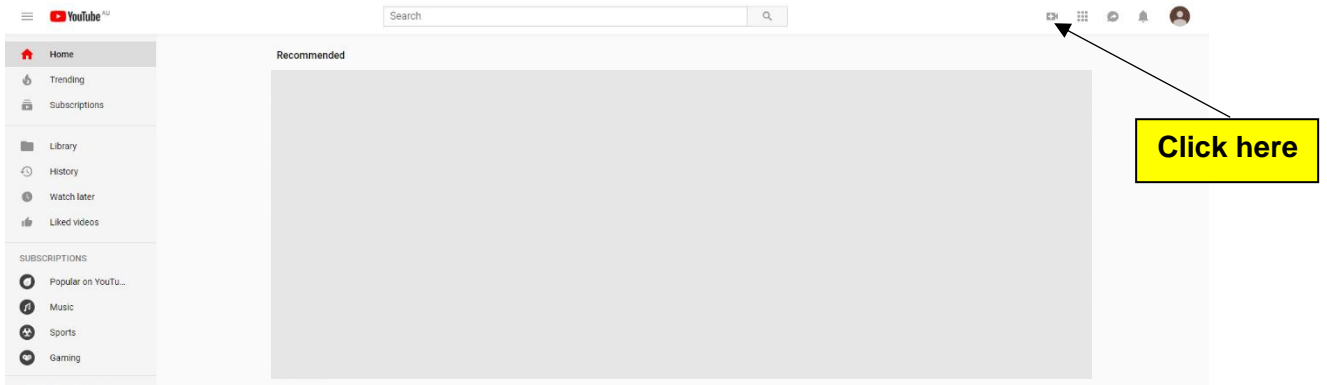 YouTube AU
Search
Home
Recommended
Trending
Subscriptions
Click here
Library
History
Watch later
Liked videos
SUBSCRIPTIONS
Popular on YouTu...
Music
Sports
Gaming